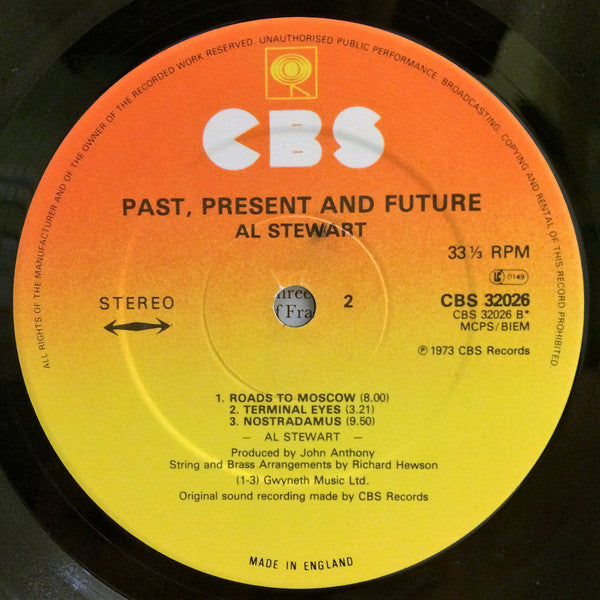 ALL RIGHTS OF THE MANUFACTURER AND OF THE OWNER OF THE RECORDED WORK RESERVED. UNAUTHORISED PUBLIC PERFORMANCE, BROADCASTING, COPYING AND RENTAL OF THIS RECORD PROHIBITED
CBS
PAST, PRESENT AND FUTURE
AL STEWART
33⅓ RPM
LC 0149
STEREO
hree
f Fra
2
CBS 32026
CBS 32026 B*
MCPS/BIEM
℗ 1973 CBS Records
1. ROADS TO MOSCOW (8.00)
2. TERMINAL EYES (3.21)
3. NOSTRADAMUS (9.50)
— AL STEWART —
Produced by John Anthony
String and Brass Arrangements by Richard Hewson
(1-3) Gwyneth Music Ltd.
Original sound recording made by CBS Records
MADE IN ENGLAND